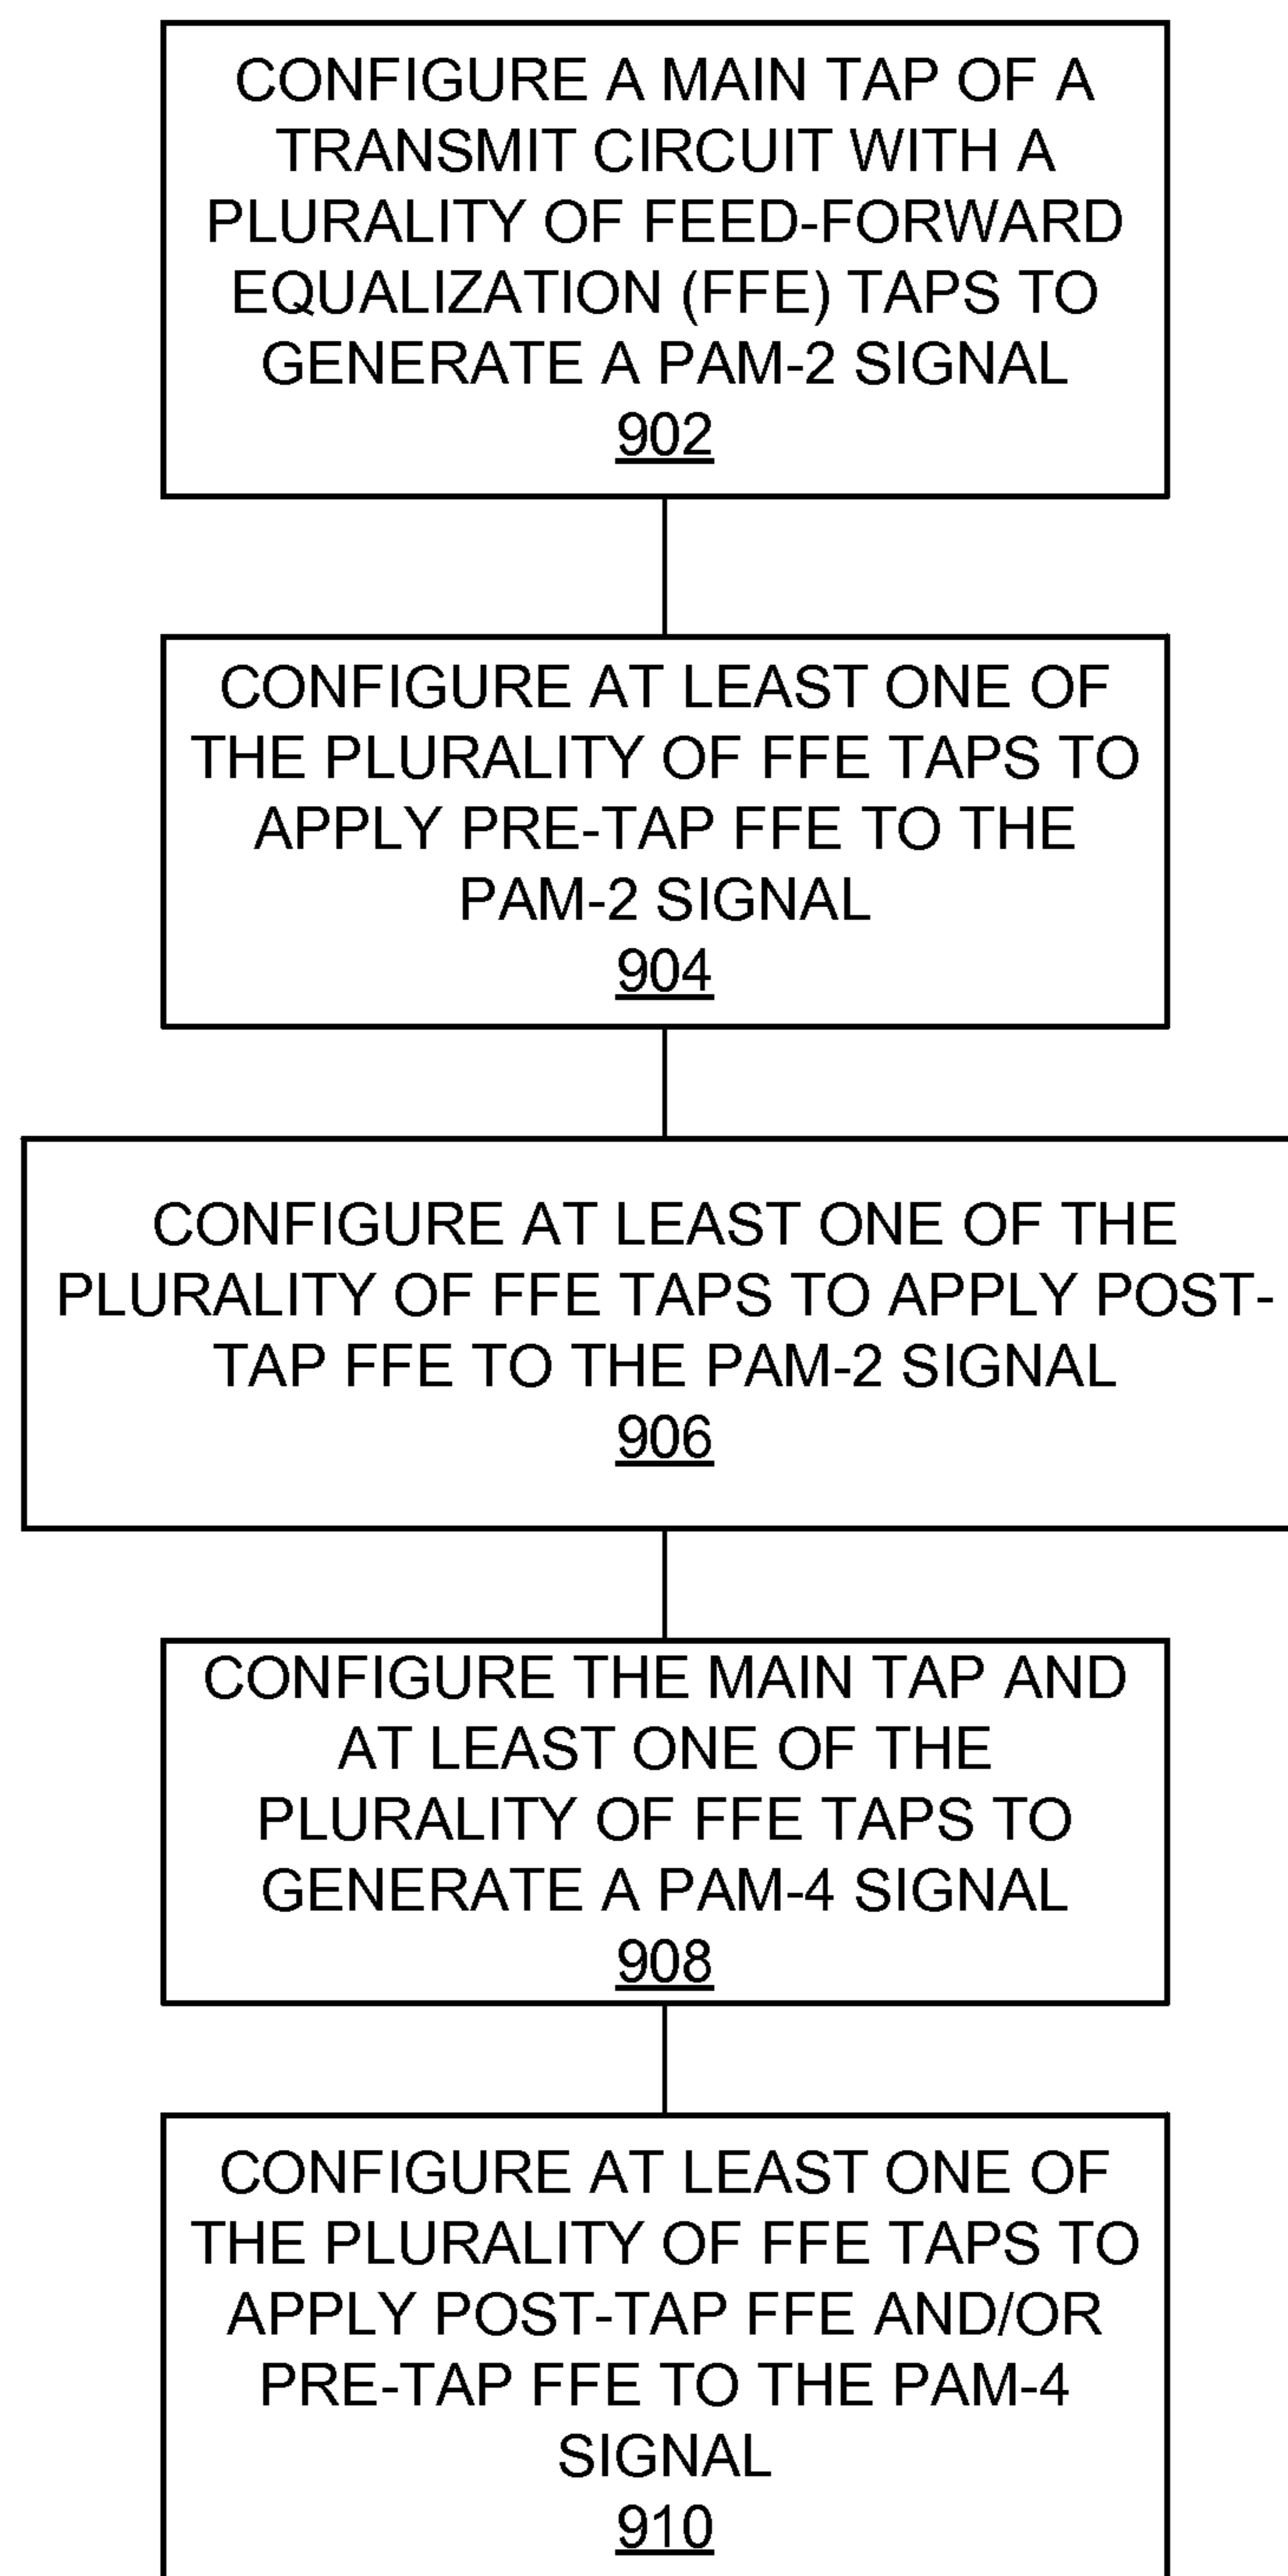 CONFIGURE A MAIN TAP OF A
TRANSMIT CIRCUIT WITH A
PLURALITY OF FEED-FORWARD
EQUALIZATION (FFE) TAPS TO
GENERATE A PAM-2 SIGNAL
902
CONFIGURE AT LEAST ONE OF
THE PLURALITY OF FFE TAPS TO
APPLY PRE-TAP FFE TO THE
PAM-2 SIGNAL
904
CONFIGURE AT LEAST ONE OF THE
PLURALITY OF FFE TAPS TO APPLY POST-
TAP FFE TO THE PAM-2 SIGNAL
906
CONFIGURE THE MAIN TAP AND
AT LEAST ONE OF THE
PLURALITY OF FFE TAPS TO
GENERATE A PAM-4 SIGNAL
908
CONFIGURE AT LEAST ONE OF
THE PLURALITY OF FFE TAPS TO
APPLY POST-TAP FFE AND/OR
PRE-TAP FFE TO THE PAM-4
SIGNAL
910